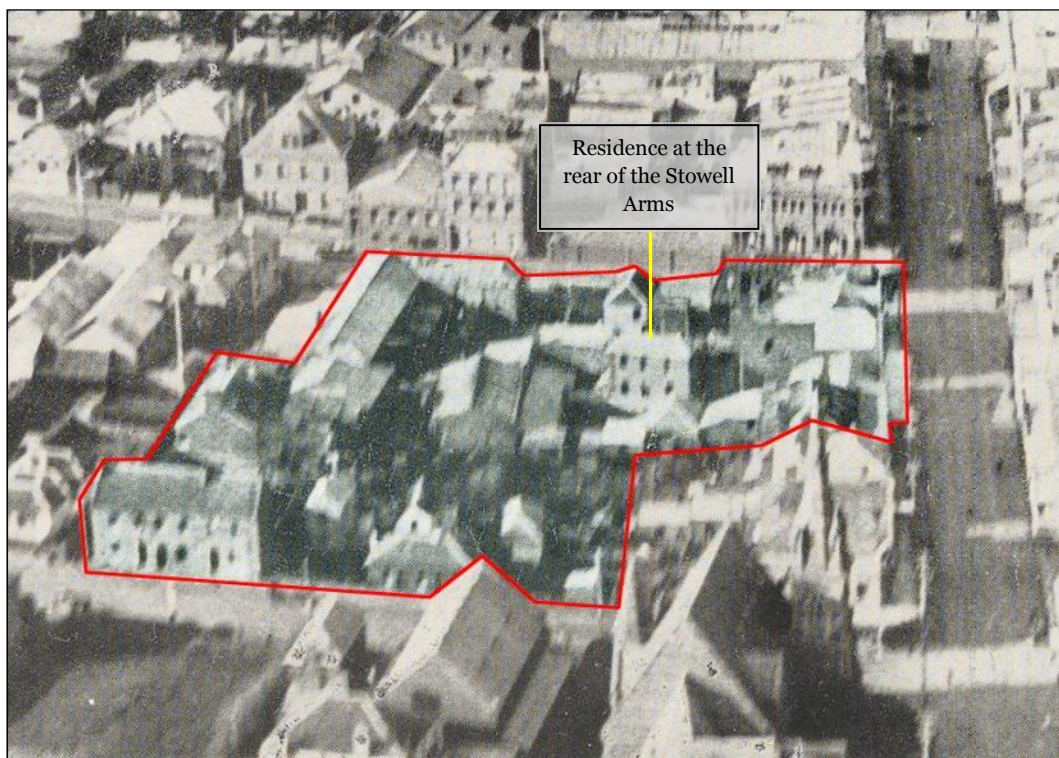 Residence at the
rear of the Stowell
Arms